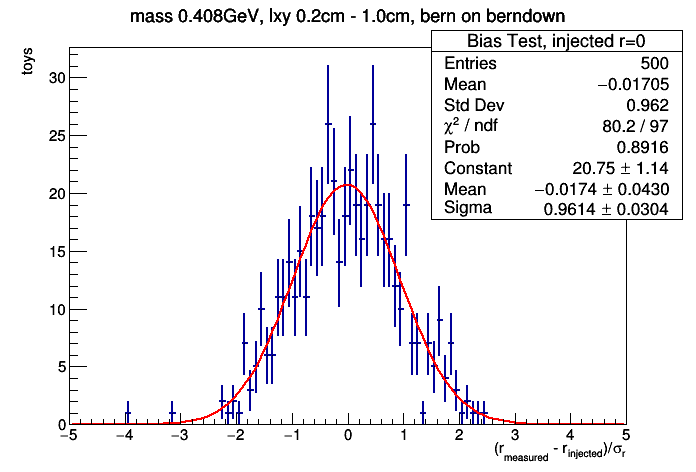 mass 0.408GeV, lxy 0.2cm - 1.0cm, bern on berndown
Bias Test, injected r=0
Entries 500
Mean −0.01705
Std Dev 0.962
χ² / ndf 80.2 / 97
Prob 0.8916
Constant 20.75 ± 1.14
Mean −0.0174 ± 0.0430
Sigma 0.9614 ± 0.0304
toys
30
25
20
15
10
5
0
−5 −4 −3 −2 −1 0 1 2 3 4 5
(r_measured - r_injected)/σ_r